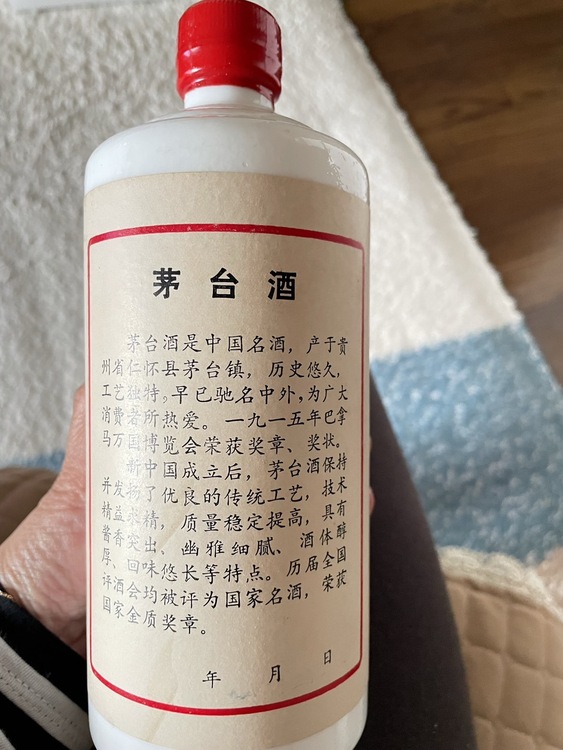 茅台酒
茅台酒是中国名酒，产于贵
州省仁怀县茅台镇，历史悠久，
工艺独特，早已驰名中外，为广大
消费者所热爱。一九一五年巴拿
马万国博览会荣获奖章、奖状。
新中国成立后，茅台酒保持
并发扬了优良的传统工艺，技术
精益求精，质量稳定提高，具有
酱香突出、幽雅细腻、酒体醇
厚、回味悠长等特点。历届全国
评酒会均被评为国家名酒，荣获
国家金质奖章。
年 月 日